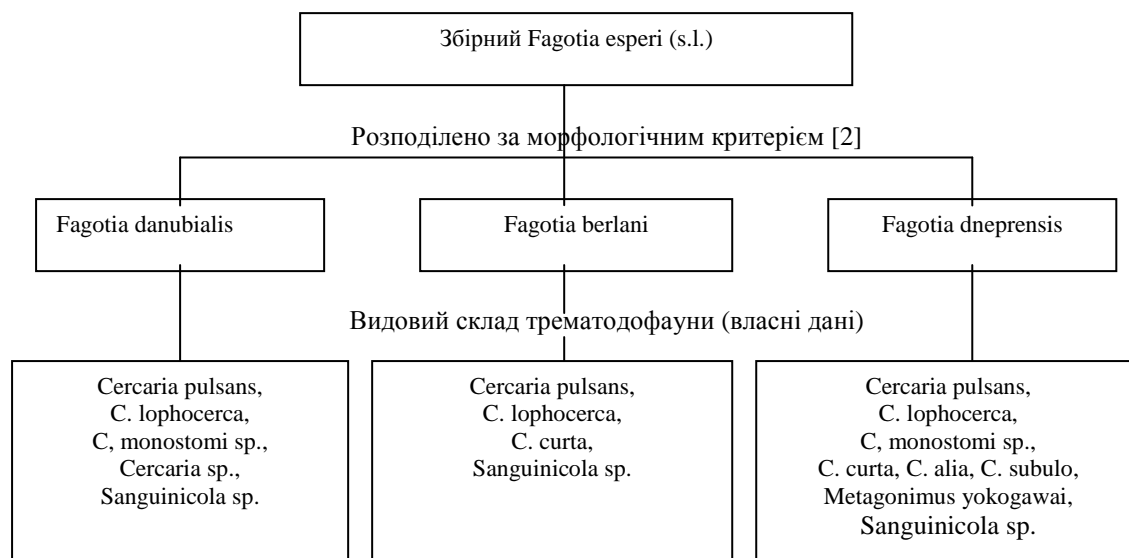 Збірний Fagotia esperi (s.l.)
Розподілено за морфологічним критерієм [2]
Fagotia danubialis
Fagotia berlani
Fagotia dneprensis
Видовий склад трематодофауни (власні дані)
Cercaria pulsans,
C. lophocerca,
C, monostomi sp.,
Cercaria sp.,
Sanguinicola sp.
Cercaria pulsans,
C. lophocerca,
C. curta,
Sanguinicola sp.
Cercaria pulsans,
C. lophocerca,
C, monostomi sp.,
C. curta, C. alia, C. subulo,
Metagonimus yokogawai,
Sanguinicola sp.